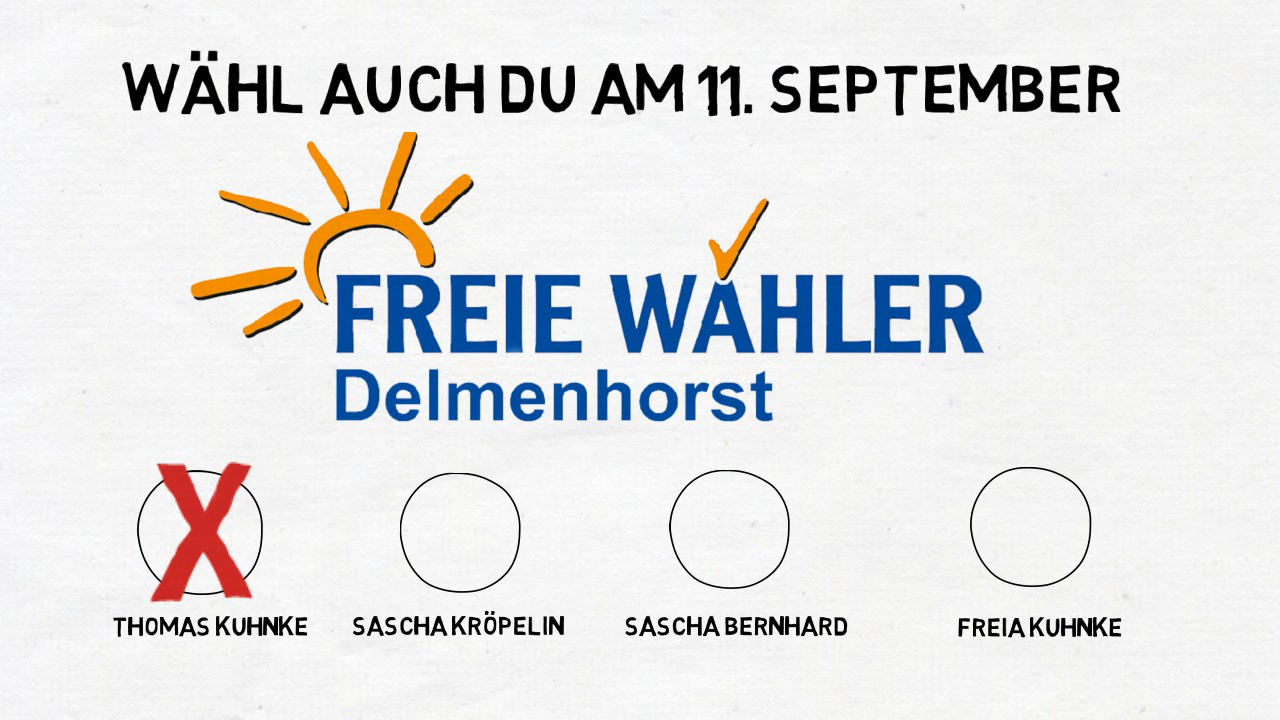 WÄHL AUCH DU AM 11. SEPTEMBER
FREIE WÄHLER
Delmenhorst
X
THOMAS KUHNKE SASCHA KRÖPELIN SASCHA BERNHARD FREIA KUHNKE